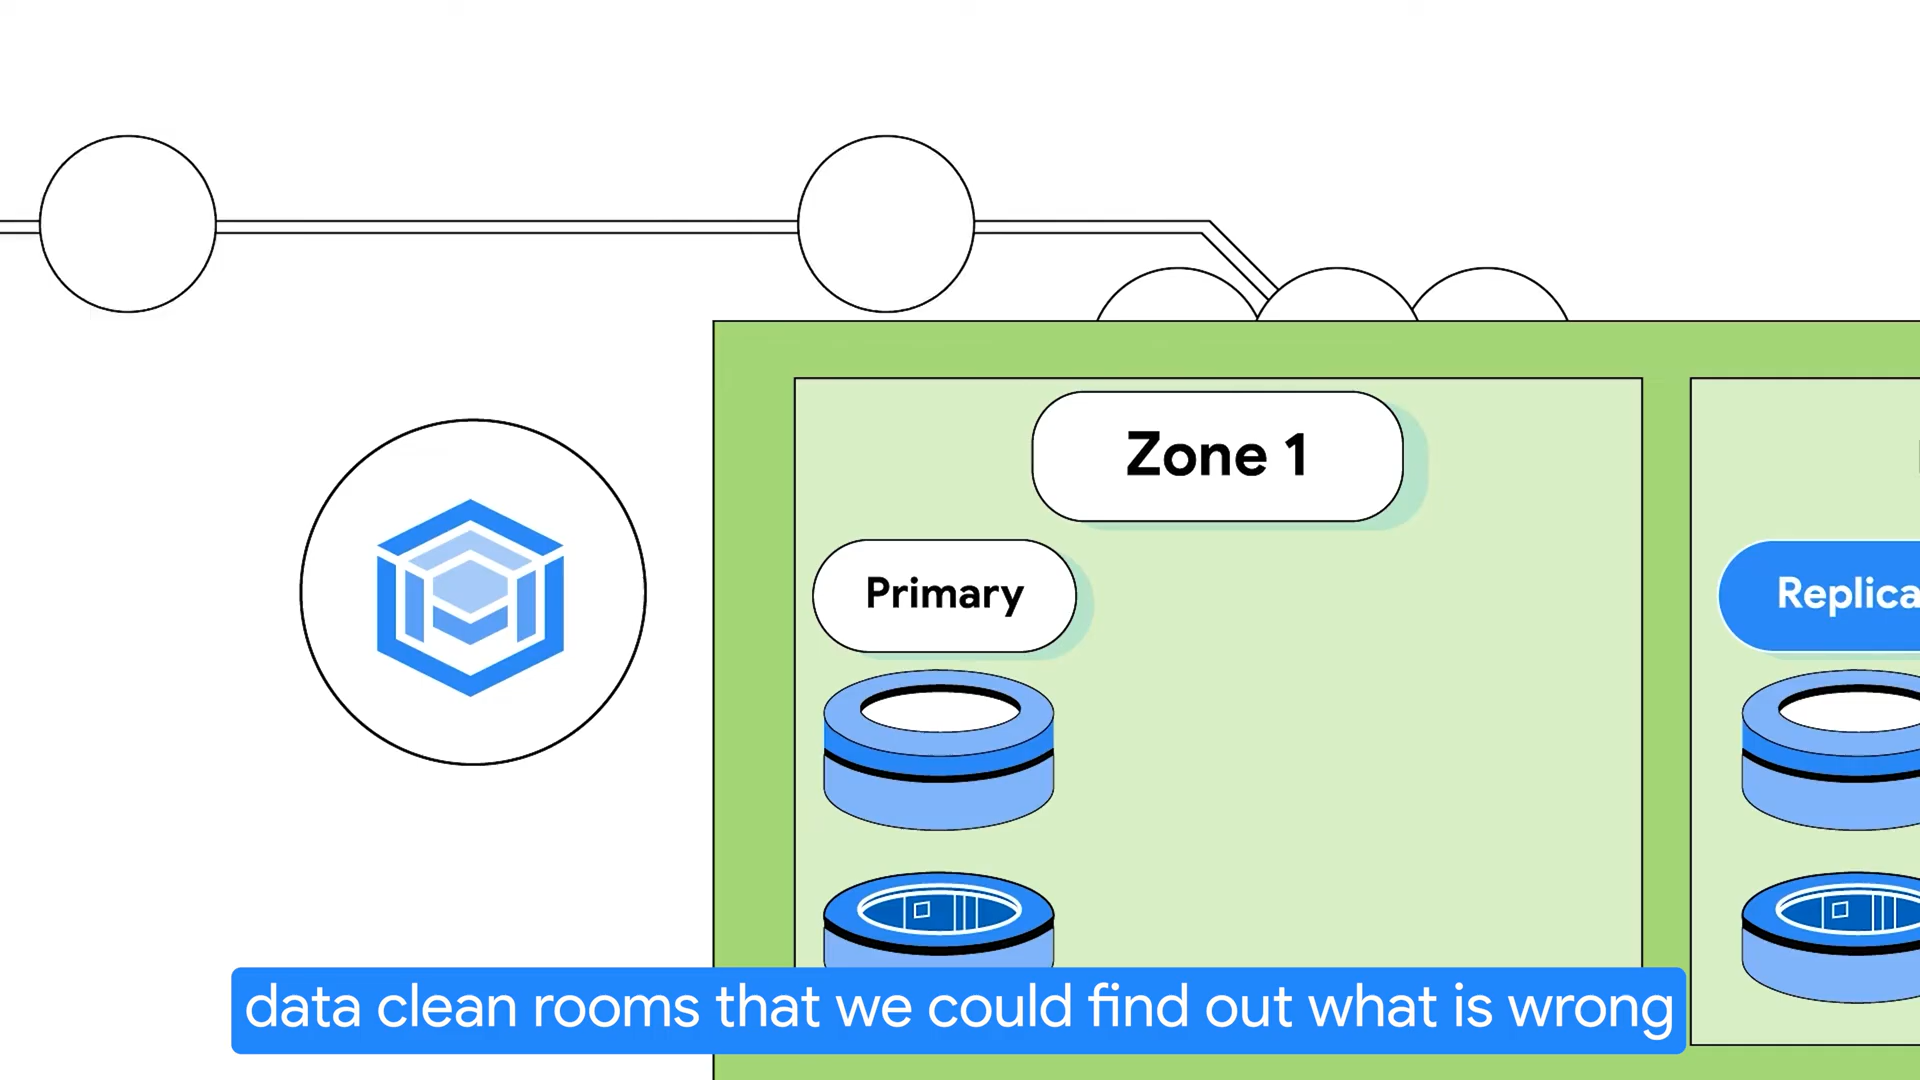 Zone 1
Primary
Replica
data clean rooms that we could find out what is wrong